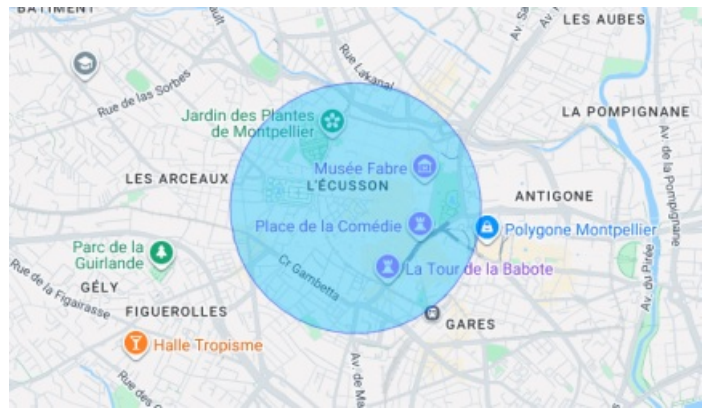 BATIMENT
LES AUBES
Rue Lakanal
Rue de las Sorbes
Jardin des Plantes
de Montpellier
LA POMPIGNANE
Av. de la Pompignane
Musée Fabre
LES ARCEAUX
L'ÉCUSSON
ANTIGONE
Place de la Comédie
Polygone Montpellier
Parc de la
Guirlande
La Tour de la Babote
Cr Gambetta
Rue de la Figairasse
GÉLY
Av. du Pirée
FIGUEROLLES
GARES
Halle Tropisme